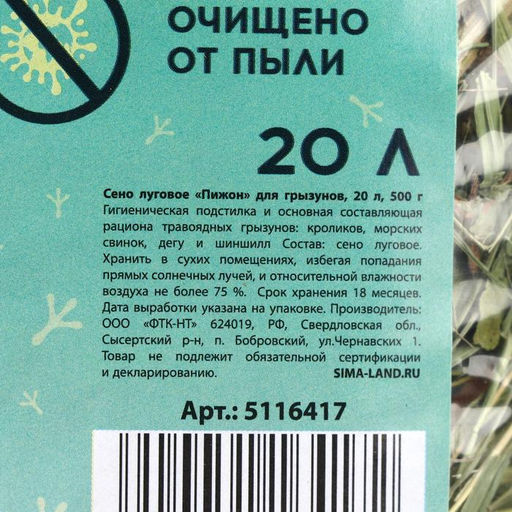 ОЧИЩЕНО
ОТ ПЫЛИ
20 Л
Сено луговое «Пижон» для грызунов, 20 л, 500 г
Гигиеническая подстилка и основная составляющая
рациона травоядных грызунов: кроликов, морских
свинок, дегу и шиншилл Состав: сено луговое.
Хранить в сухих помещениях, избегая попадания
прямых солнечных лучей, и относительной влажности
воздуха не более 75 %. Срок хранения 18 месяцев.
Дата выработки указана на упаковке. Производитель:
ООО «ФТК-НТ» 624019, РФ, Свердловская обл.,
Сысертский р-н, п. Бобровский, ул.Чернавских 1.
Товар не подлежит обязательной сертификации
и декларированию. SIMA-LAND.RU
Арт.: 5116417